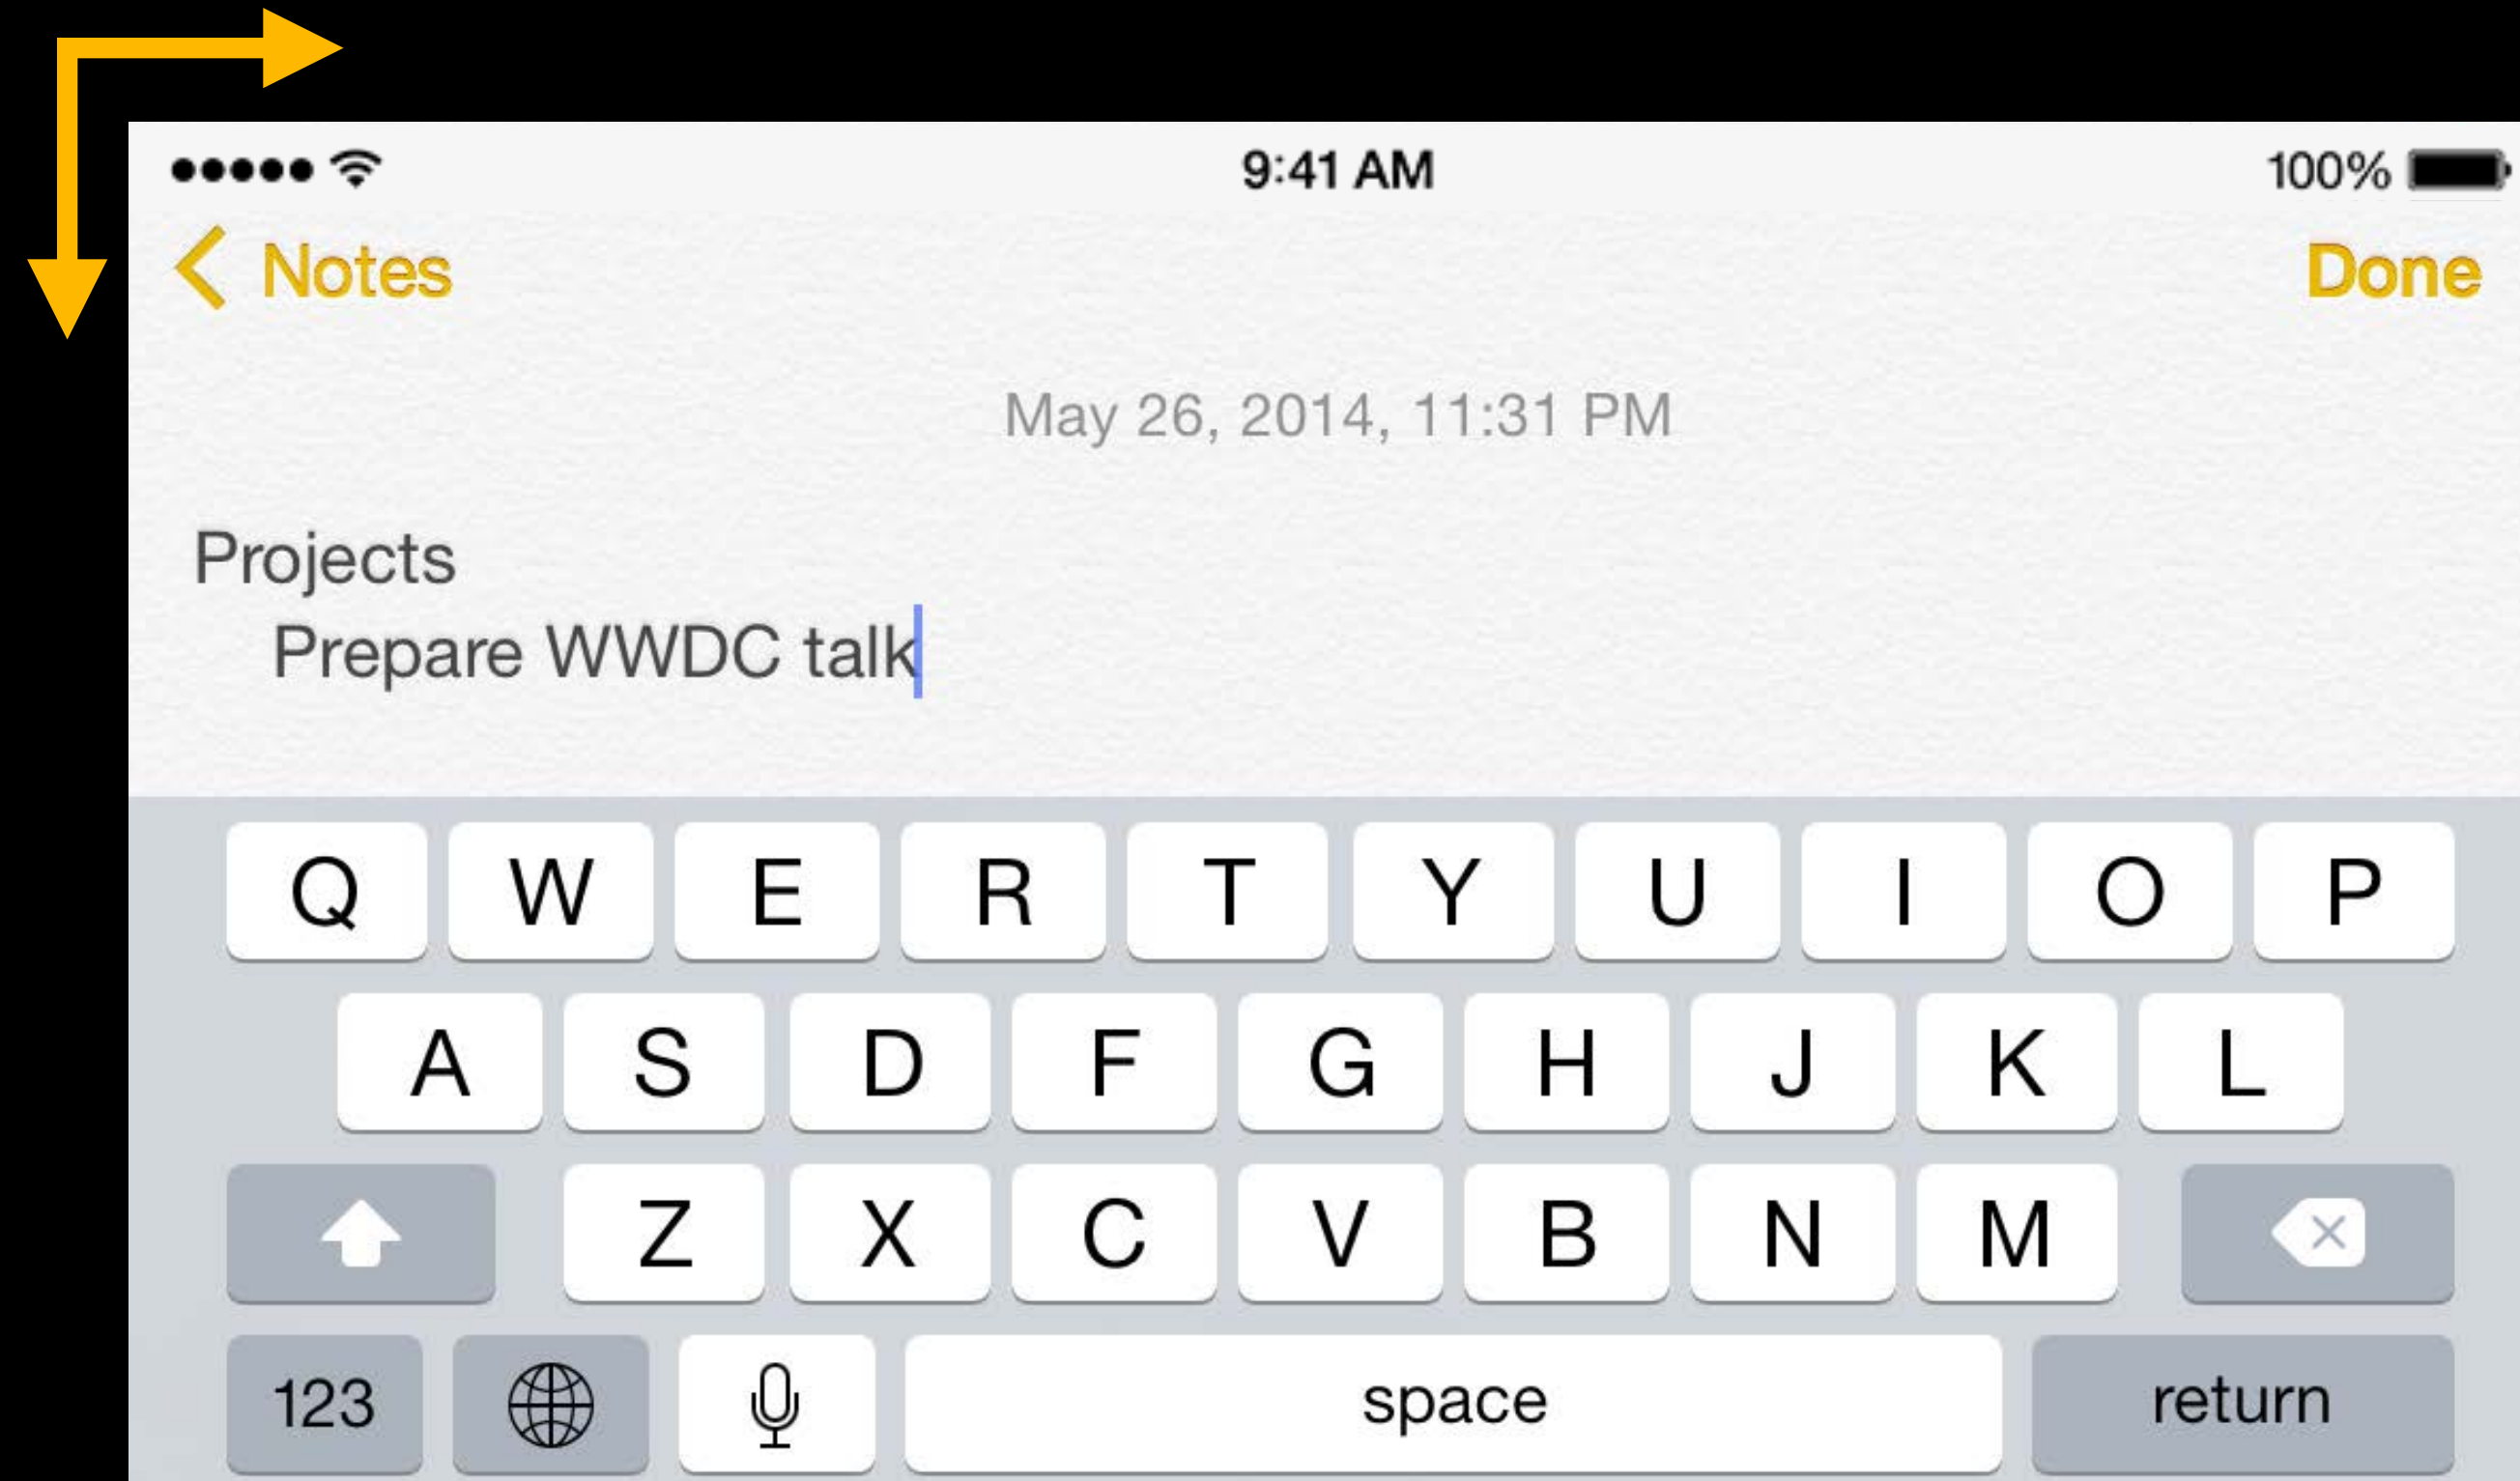 9:41 AM 100%
Notes Done
May 26, 2014, 11:31 PM
Projects
Prepare WWDC talk
Q W E R T Y U I O P
A S D F G H J K L
Z X C V B N M
123 space return